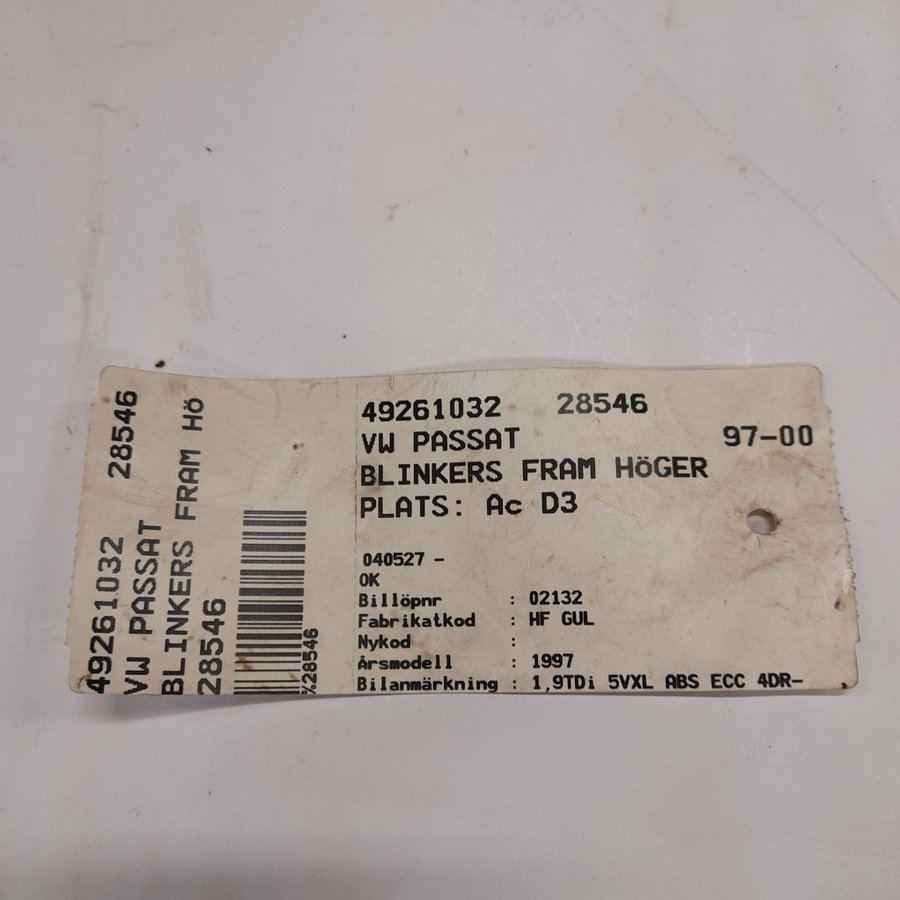 49261032 28546
VW PASSAT
BLINKERS FRAM Hö
28546
%28546
49261032 28546
VW PASSAT 97-00
BLINKERS FRAM HöGER
PLATS: Ac D3
040527 -
OK
Billöpnr : 02132
Fabrikatkod : HF GUL
Nykod :
Årsmodell : 1997
Bilanmärkning : 1,9TDi 5VXL ABS ECC 4DR-